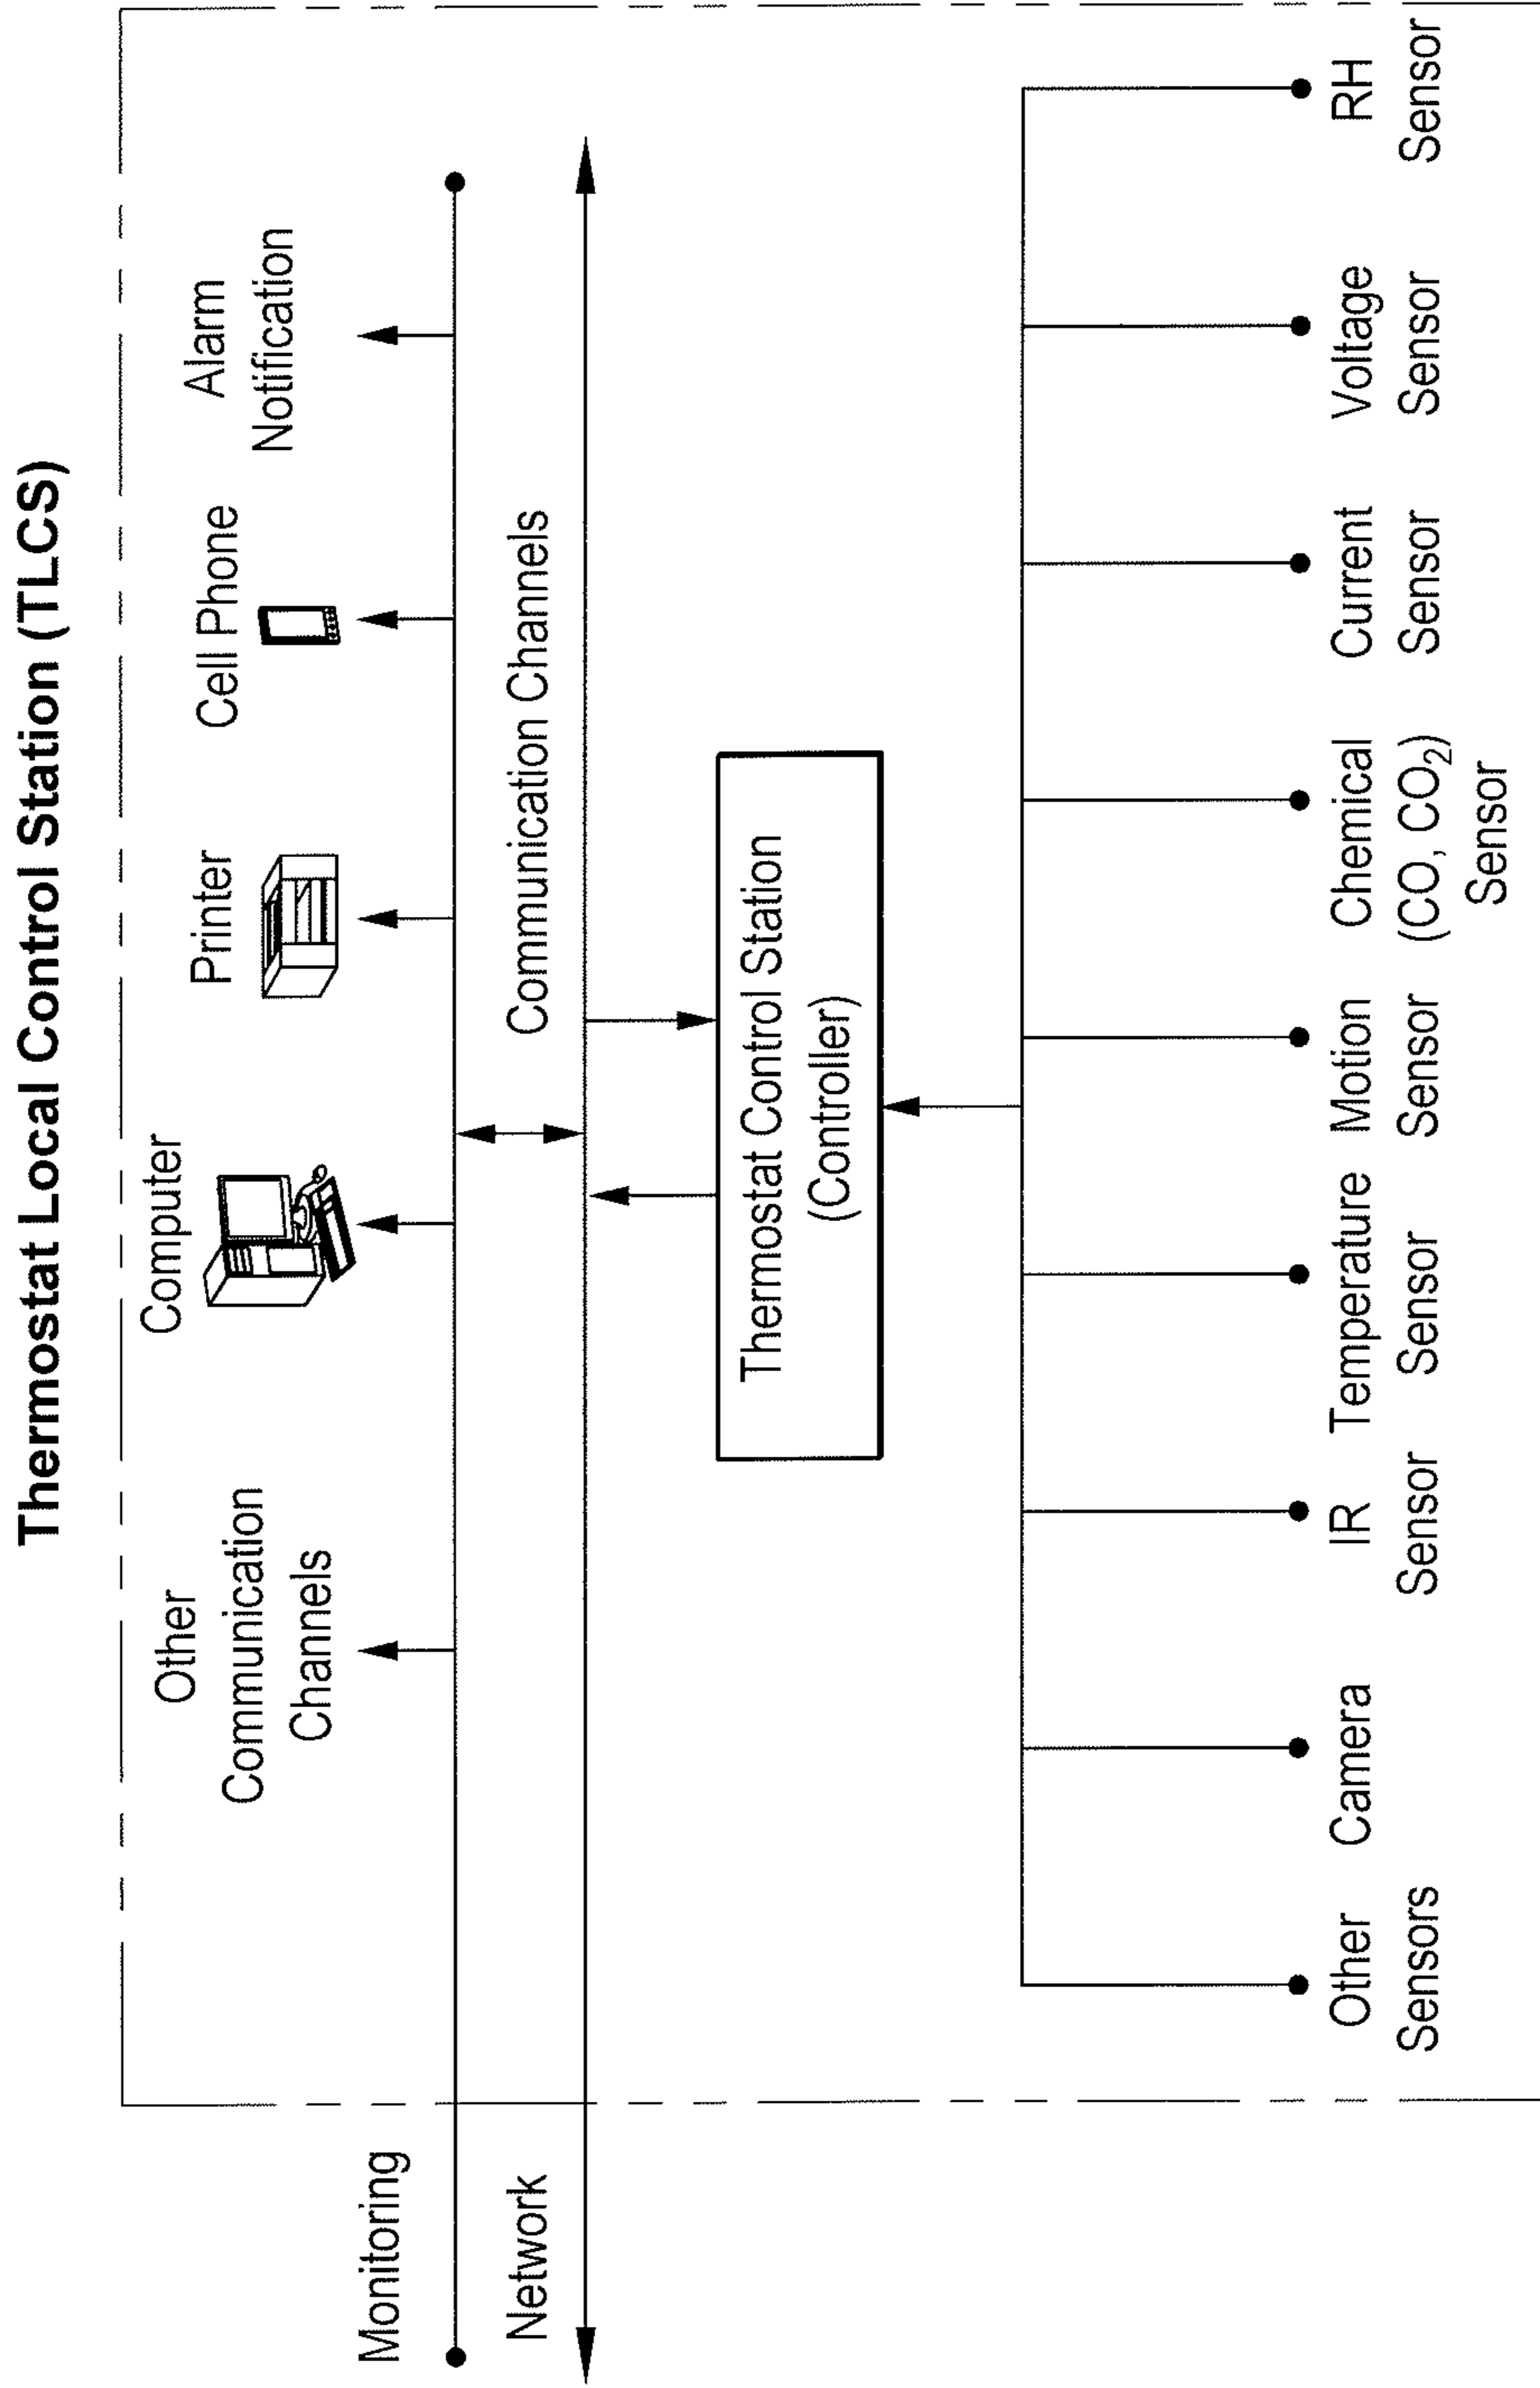 Thermostat Local Control Station (TLCS)
Other
Communication
Channels
Computer
Printer
Cell Phone
Alarm
Notification
Monitoring
Network
Communication Channels
Thermostat Control Station
(Controller)
Other
Sensors
Camera
IR
Sensor
Temperature
Sensor
Motion
Sensor
Chemical
(CO, CO₂)
Sensor
Current
Sensor
Voltage
Sensor
RH
Sensor